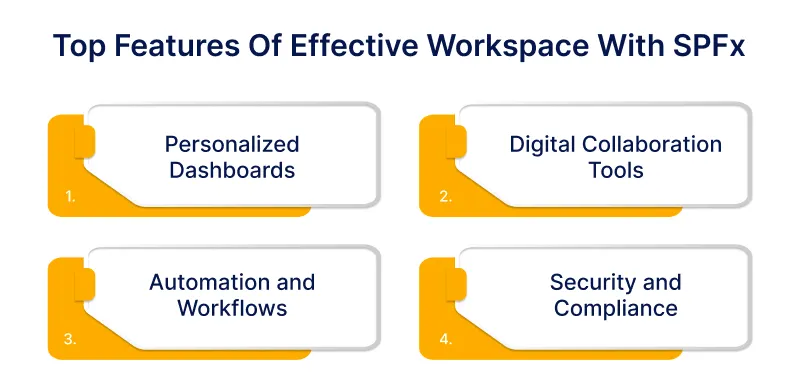 Top Features Of Effective Workspace With SPFx
1.
Personalized
Dashboards
2.
Digital Collaboration
Tools
3.
Automation and
Workflows
4.
Security and
Compliance